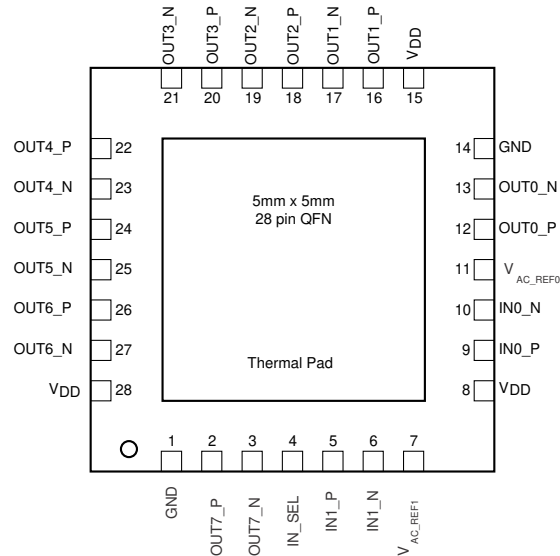 OUT3_N
OUT3_P
OUT2_N
OUT2_P
OUT1_N
OUT1_P
VDD
21
20
19
18
17
16
15
OUT4_P 22
14 GND
OUT4_N 23
13 OUT0_N
5mm x 5mm
28 pin QFN
OUT5_P 24
12 OUT0_P
OUT5_N 25
11 VAC_REF0
OUT6_P 26
10 IN0_N
OUT6_N 27
9 IN0_P
Thermal Pad
VDD 28
8 VDD
1
2
3
4
5
6
7
GND
OUT7_P
OUT7_N
IN_SEL
IN1_P
IN1_N
VAC_REF1